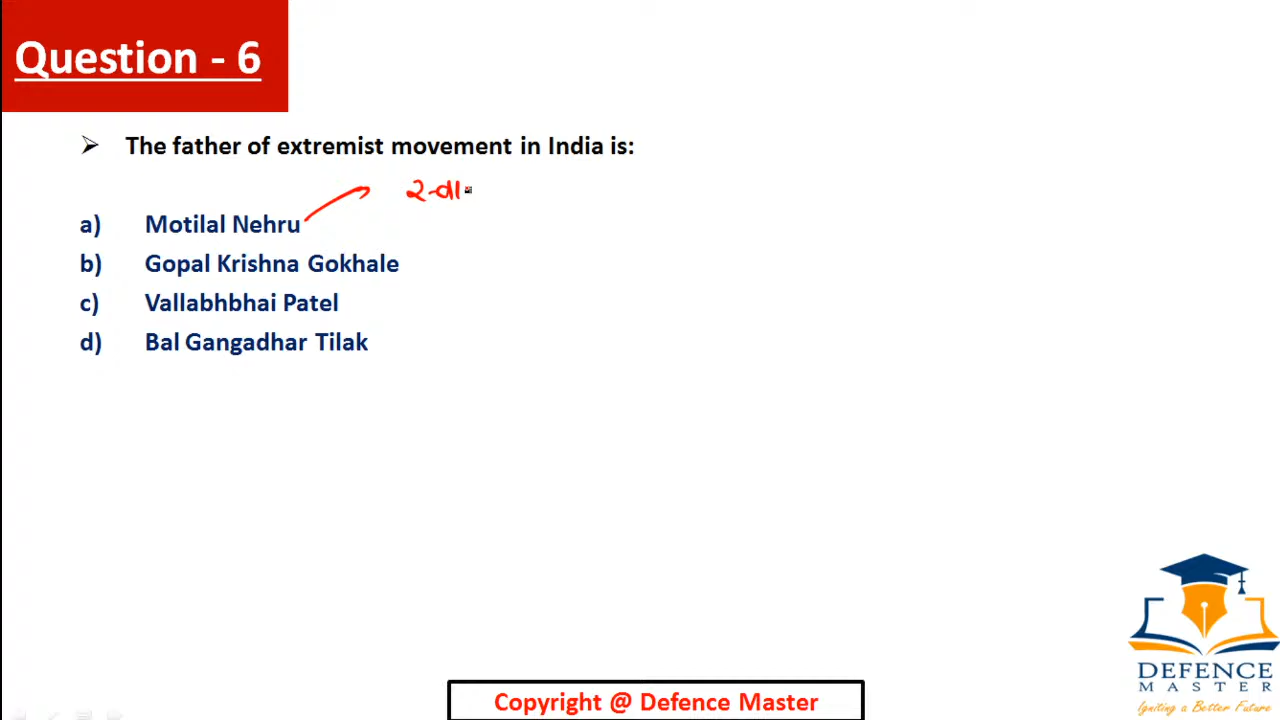 Question - 6
➤ The father of extremist movement in India is:
स्वा
a) Motilal Nehru
b) Gopal Krishna Gokhale
c) Vallabhbhai Patel
d) Bal Gangadhar Tilak
DEFENCE
MASTER
Igniting a Better Future
Copyright @ Defence Master